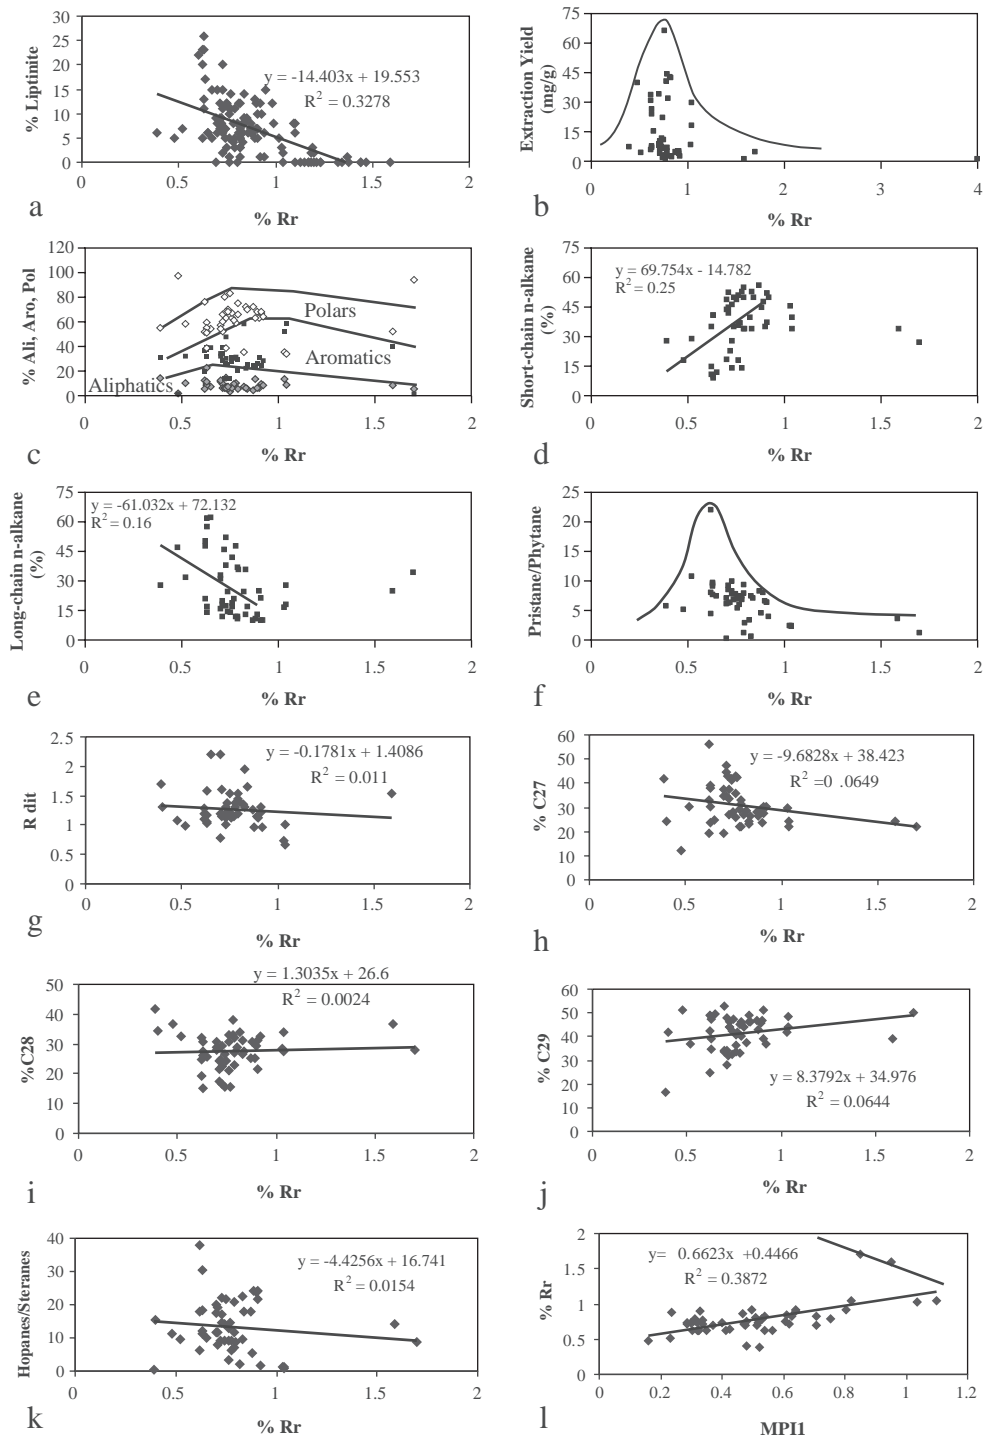 30
25
20
15
10
5
0
% Liptinite
y = -14.403x + 19.553
R² = 0.3278
0 0.5 1 1.5 2
% Rr
a
75
60
45
30
15
0
Extraction Yield
(mg/g)
0 1 2 3 4
% Rr
b
120
100
80
60
40
20
0
% Ali, Aro, Pol
Polars
Aromatics
Aliphatics
0 0.5 1 1.5 2
% Rr
c
75
60
45
30
15
0
Short-chain n-alkane
(%)
y = 69.754x - 14.782
R² = 0.25
0 0.5 1 1.5 2
% Rr
d
75
60
45
30
15
0
Long-chain n-alkane
(%)
y = -61.032x + 72.132
R² = 0.16
0 0.5 1 1.5 2
% Rr
e
25
20
15
10
5
0
Pristane/Phytane
0 0.5 1 1.5 2
% Rr
f
2.5
2
1.5
1
0.5
0
R dit
y = -0.1781x + 1.4086
R² = 0.011
0 0.5 1 1.5 2
% Rr
g
60
50
40
30
20
10
0
% C27
y = -9.6828x + 38.423
R² =0 .0649
0 0.5 1 1.5 2
% Rr
h
50
40
30
20
10
0
%C28
y = 1.3035x + 26.6
R² = 0.0024
0 0.5 1 1.5 2
% Rr
i
60
50
40
30
20
10
0
% C29
y = 8.3792x + 34.976
R² = 0.0644
0 0.5 1 1.5 2
% Rr
j
40
30
20
10
0
Hopanes/Steranes
y = -4.4256x + 16.741
R² = 0.0154
0 0.5 1 1.5 2
% Rr
k
2
1.5
1
0.5
0
% Rr
y= 0.6623x +0.4466
R² = 0.3872
0 0.2 0.4 0.6 0.8 1 1.2
MPI1
l